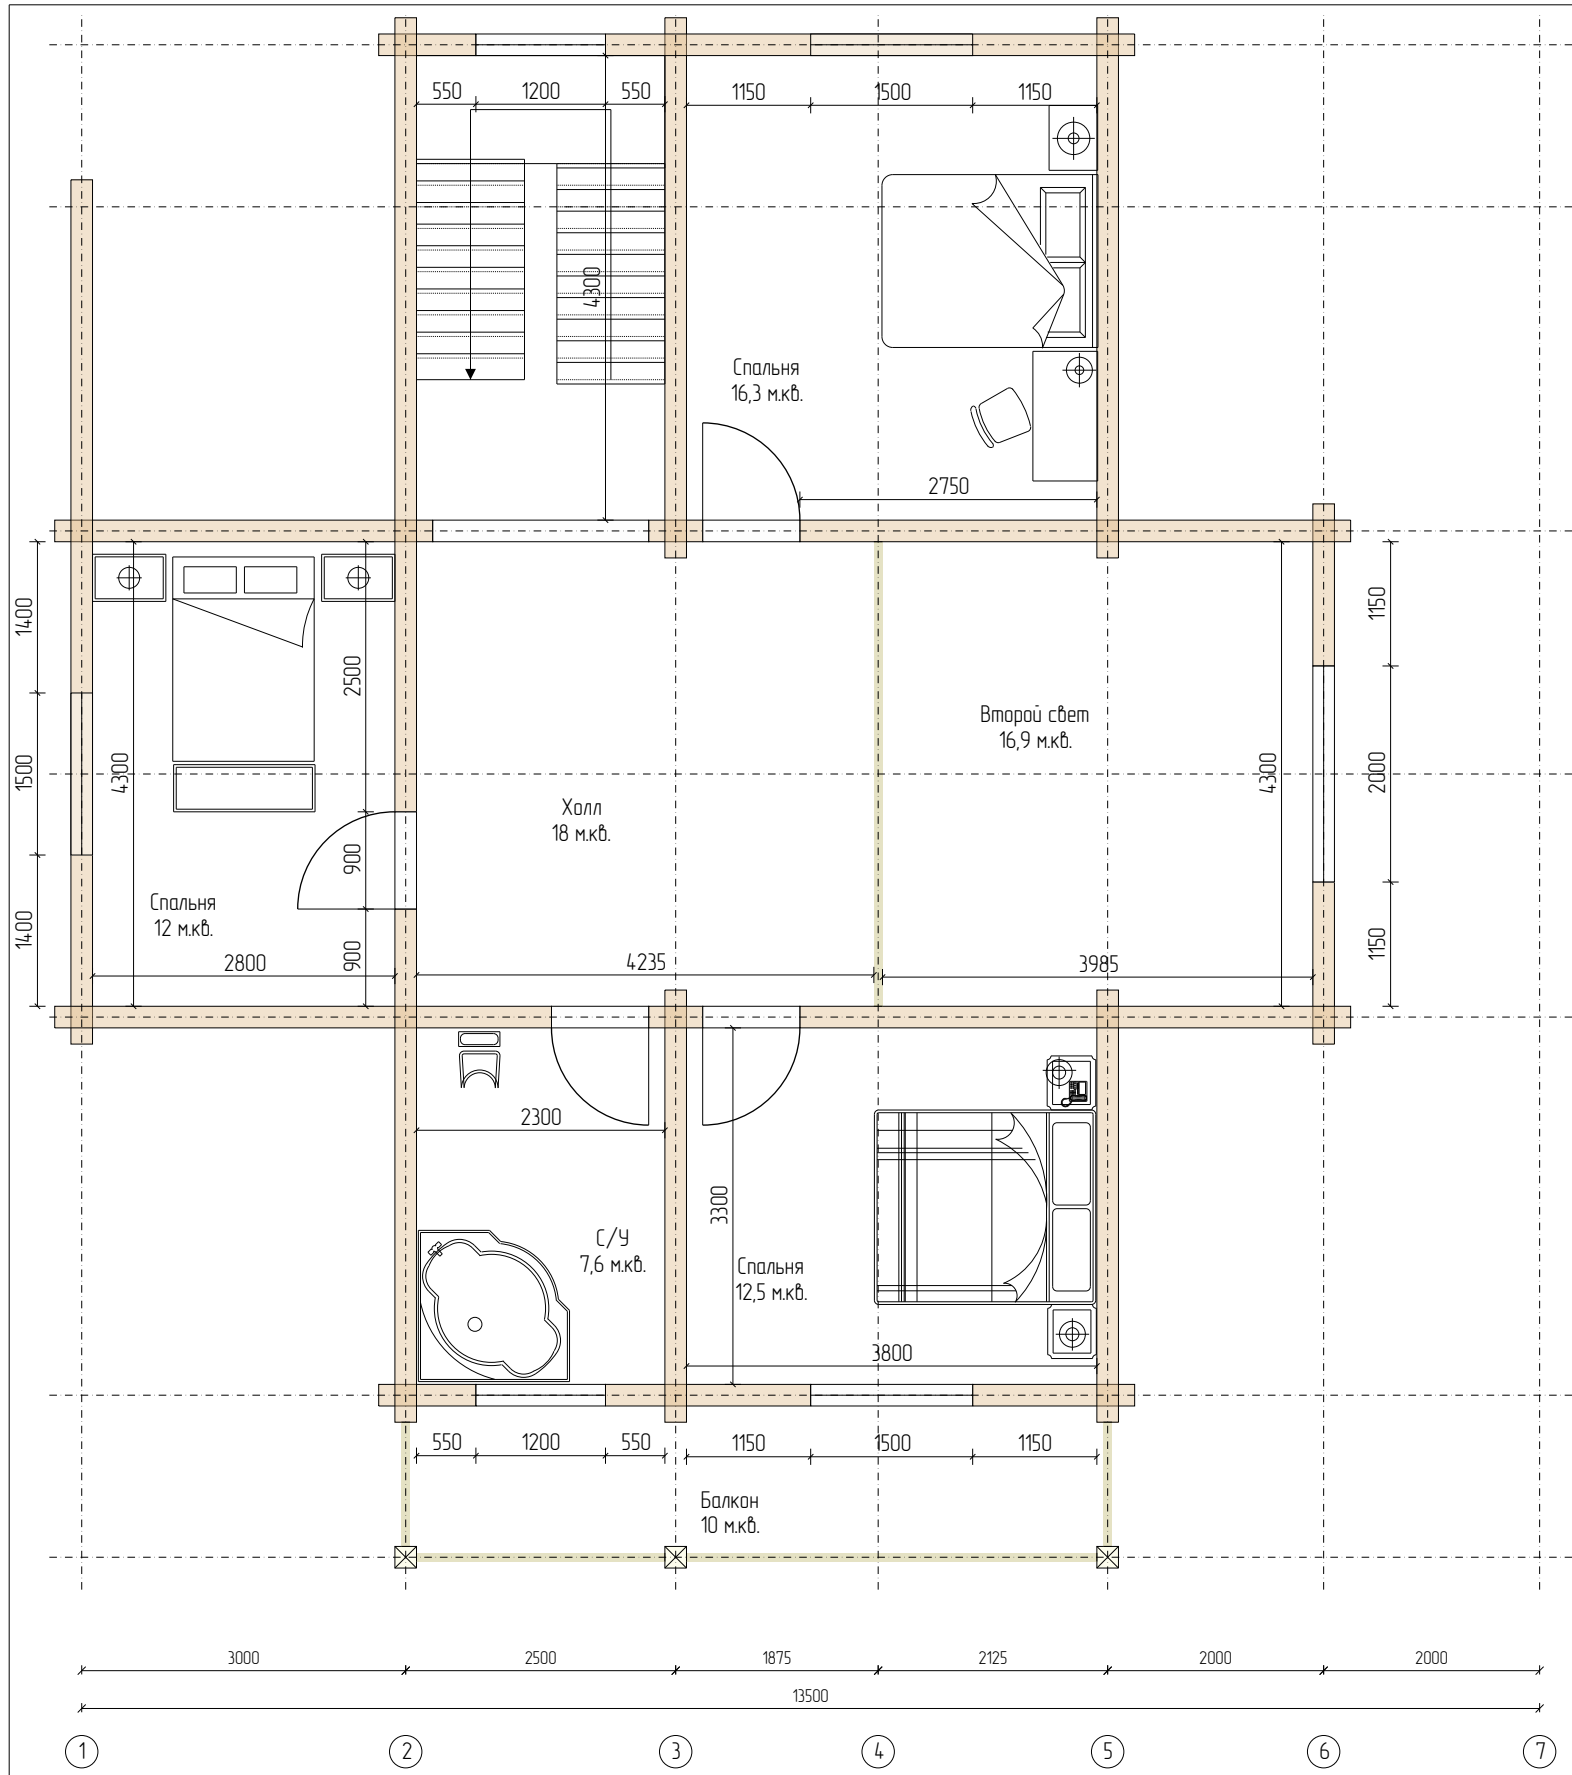 550 1200 550 1150 1500 1150
4300
Спальня
16,3 м.кв.
2750
1400
2500
1150
4300
1500
900
1400
900
Спальня
12 м.кв.
2800
Холл
18 м.кв.
4235
Второй свет
16,9 м.кв.
4300
3985
2000
1150
2300
3300
С/У
7,6 м.кв.
Спальня
12,5 м.кв.
3800
550 1200 550 1150 1500 1150
Балкон
10 м.кв.
3000 2500 1875 2125 2000 2000
13500
1 2 3 4 5 6 7